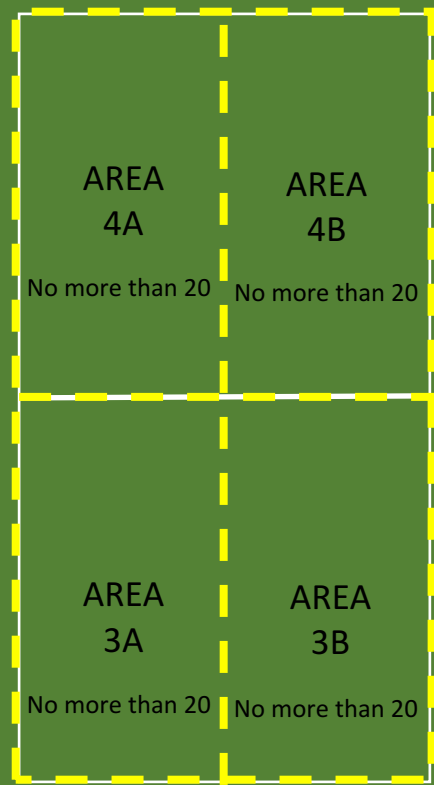 AREA
4A
No more than 20
AREA
4B
No more than 20
AREA
3A
No more than 20
AREA
3B
No more than 20